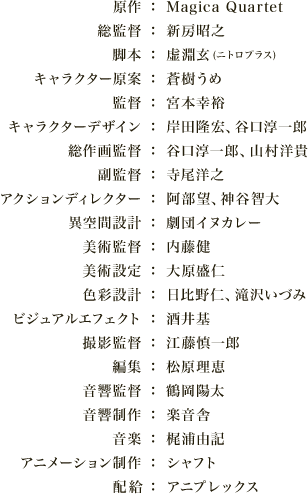 原作：Magica Quartet
総監督：新房昭之
脚本：虚淵玄(ニトロプラス)
キャラクター原案：蒼樹うめ
監督：宮本幸裕
キャラクターデザイン：岸田隆宏、谷口淳一郎
総作画監督：谷口淳一郎、山村洋貴
副監督：寺尾洋之
アクションディレクター：阿部望、神谷智大
異空間設計：劇団イヌカレー
美術監督：内藤健
美術設定：大原盛仁
色彩設計：日比野仁、滝沢いづみ
ビジュアルエフェクト：酒井基
撮影監督：江藤慎一郎
編集：松原理恵
音響監督：鶴岡陽太
音響制作：楽音舎
音楽：梶浦由記
アニメーション制作：シャフト
配給：アニプレックス